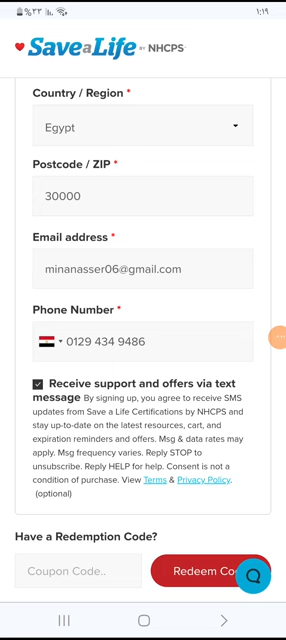 %٣٣ ١:١٩
Save a Life BY NHCPS
Country / Region *
Egypt
Postcode / ZIP *
30000
Email address *
minanasser06@gmail.com
Phone Number *
0129 434 9486
Receive support and offers via text
message By signing up, you agree to receive SMS
updates from Save a Life Certifications by NHCPS and
stay up-to-date on the latest resources, cart, and
expiration reminders and offers. Msg & data rates may
apply. Msg frequency varies. Reply STOP to
unsubscribe. Reply HELP for help. Consent is not a
condition of purchase. View Terms & Privacy Policy.
(optional)
Have a Redemption Code?
Coupon Code..
Redeem Co